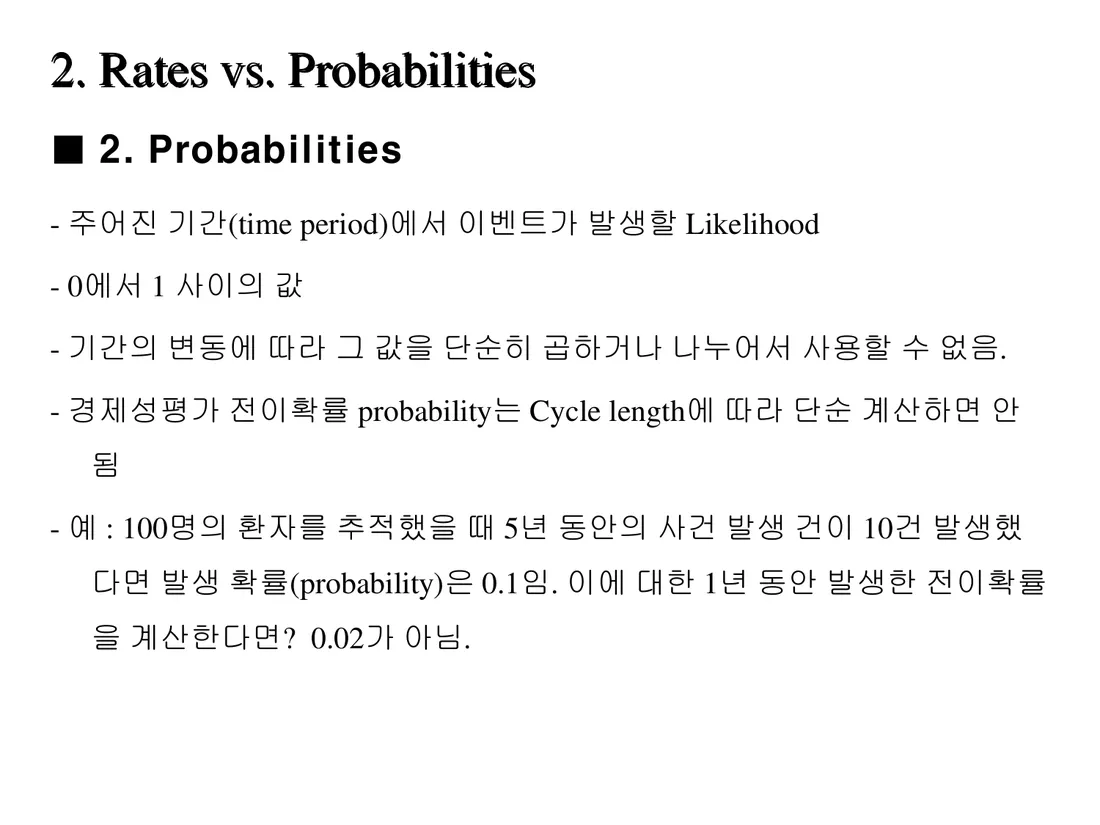 2. Rates vs. Probabilities
■ 2. Probabilities
- 주어진 기간(time period)에서 이벤트가 발생할 Likelihood
- 0에서 1 사이의 값
- 기간의 변동에 따라 그 값을 단순히 곱하거나 나누어서 사용할 수 없음.
- 경제성평가 전이확률 probability는 Cycle length에 따라 단순 계산하면 안
됨
- 예 : 100명의 환자를 추적했을 때 5년 동안의 사건 발생 건이 10건 발생했
다면 발생 확률(probability)은 0.1임. 이에 대한 1년 동안 발생한 전이확률
을 계산한다면? 0.02가 아님.